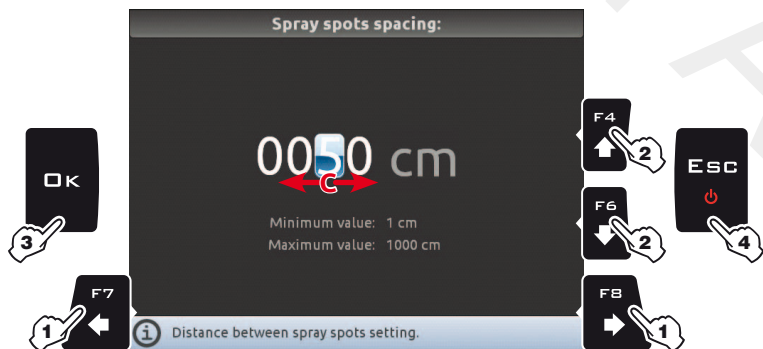 Spray spots spacing:
F4
0050 cm
2
C
OK
ESC
F6
Minimum value: 1 cm
3
2
4
Maximum value: 1000 cm
F7
F8
1
Distance between spray spots setting.
1